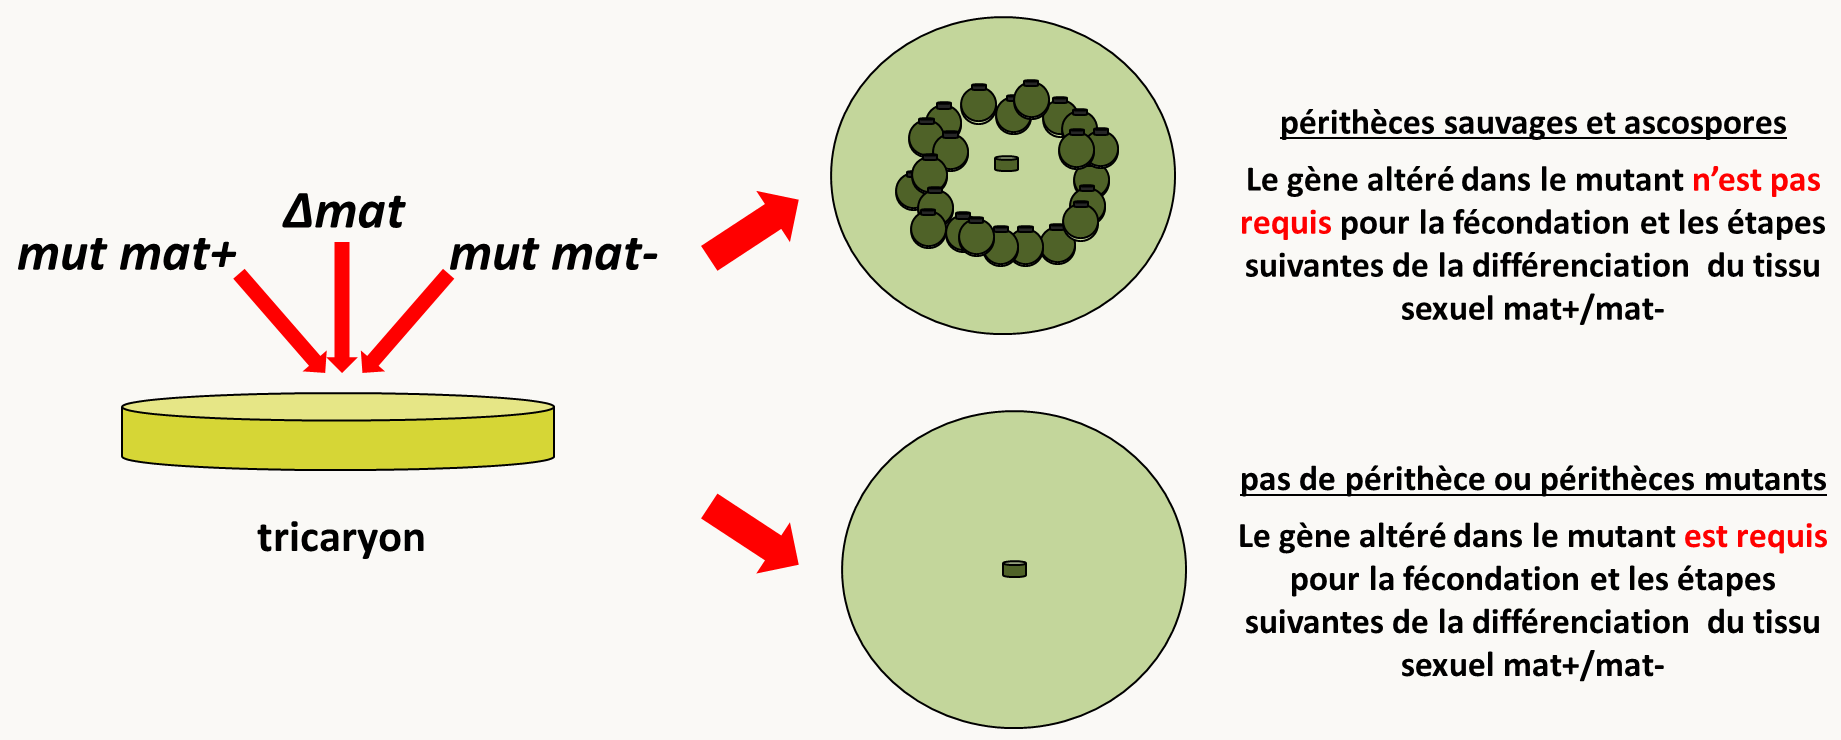 mut mat+
Δmat
mut mat-
tricaryon
périthèces sauvages et ascospores
Le gène altéré dans le mutant n’est pas
requis pour la fécondation et les étapes
suivantes de la différenciation  du tissu
sexuel mat+/mat-
pas de périthèce ou périthèces mutants
Le gène altéré dans le mutant est requis
pour la fécondation et les étapes
suivantes de la différenciation  du tissu
sexuel mat+/mat-